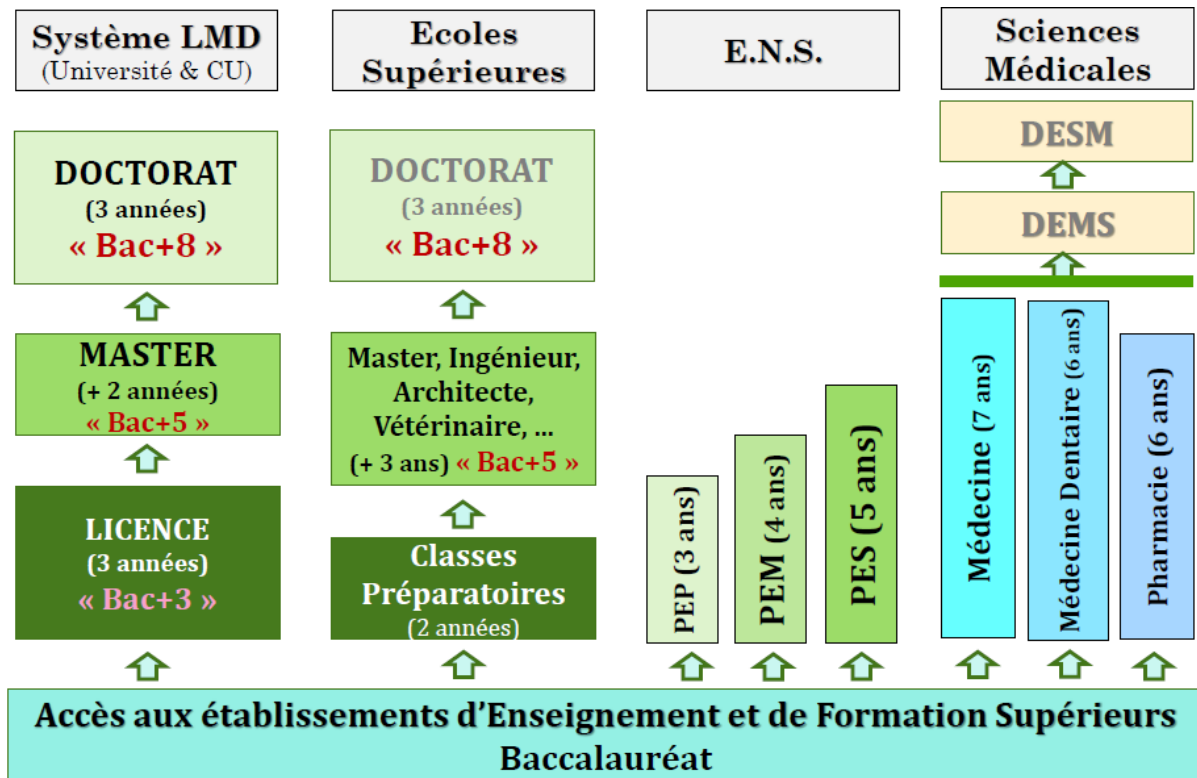 Système LMD
(Université & CU)
DOCTORAT
(3 années)
« Bac+8 »
MASTER
(+ 2 années)
« Bac+5 »
LICENCE
(3 années)
« Bac+3 »
Ecoles
Supérieures
DOCTORAT
(3 années)
« Bac+8 »
Master, Ingénieur,
Architecte,
Vétérinaire, ...
(+ 3 ans) « Bac+5 »
Classes
Préparatoires
(2 années)
E.N.S.
PEP (3 ans)
PEM (4 ans)
PES (5 ans)
Sciences
Médicales
DESM
DEMS
Médecine (7 ans)
Médecine Dentaire (6 ans)
Pharmacie (6 ans)
Accès aux établissements d’Enseignement et de Formation Supérieurs
Baccalauréat